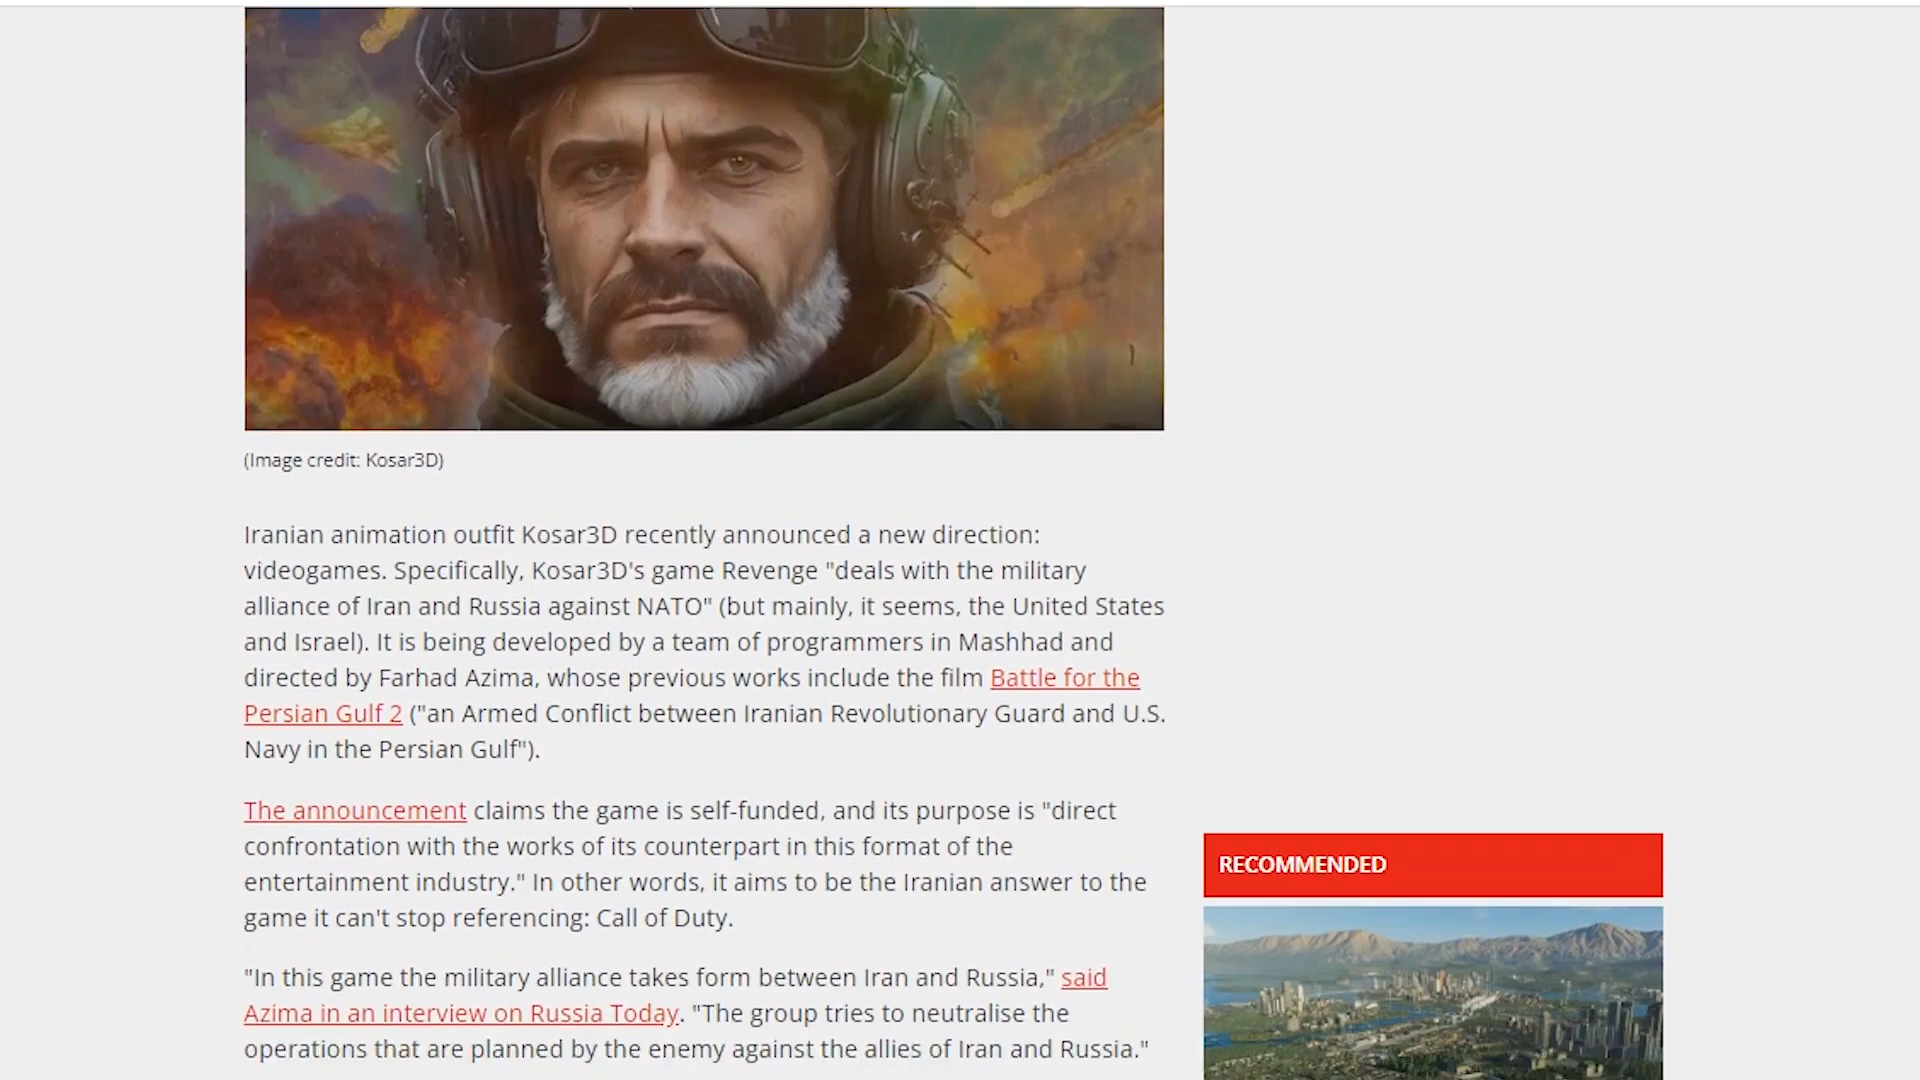 (Image credit: Kosar3D)
Iranian animation outfit Kosar3D recently announced a new direction:
videogames. Specifically, Kosar3D's game Revenge "deals with the military
alliance of Iran and Russia against NATO" (but mainly, it seems, the United States
and Israel). It is being developed by a team of programmers in Mashhad and
directed by Farhad Azima, whose previous works include the film Battle for the
Persian Gulf 2 ("an Armed Conflict between Iranian Revolutionary Guard and U.S.
Navy in the Persian Gulf").
The announcement claims the game is self-funded, and its purpose is "direct
confrontation with the works of its counterpart in this format of the
entertainment industry." In other words, it aims to be the Iranian answer to the
game it can't stop referencing: Call of Duty.
"In this game the military alliance takes form between Iran and Russia," said
Azima in an interview on Russia Today. "The group tries to neutralise the
operations that are planned by the enemy against the allies of Iran and Russia."
RECOMMENDED